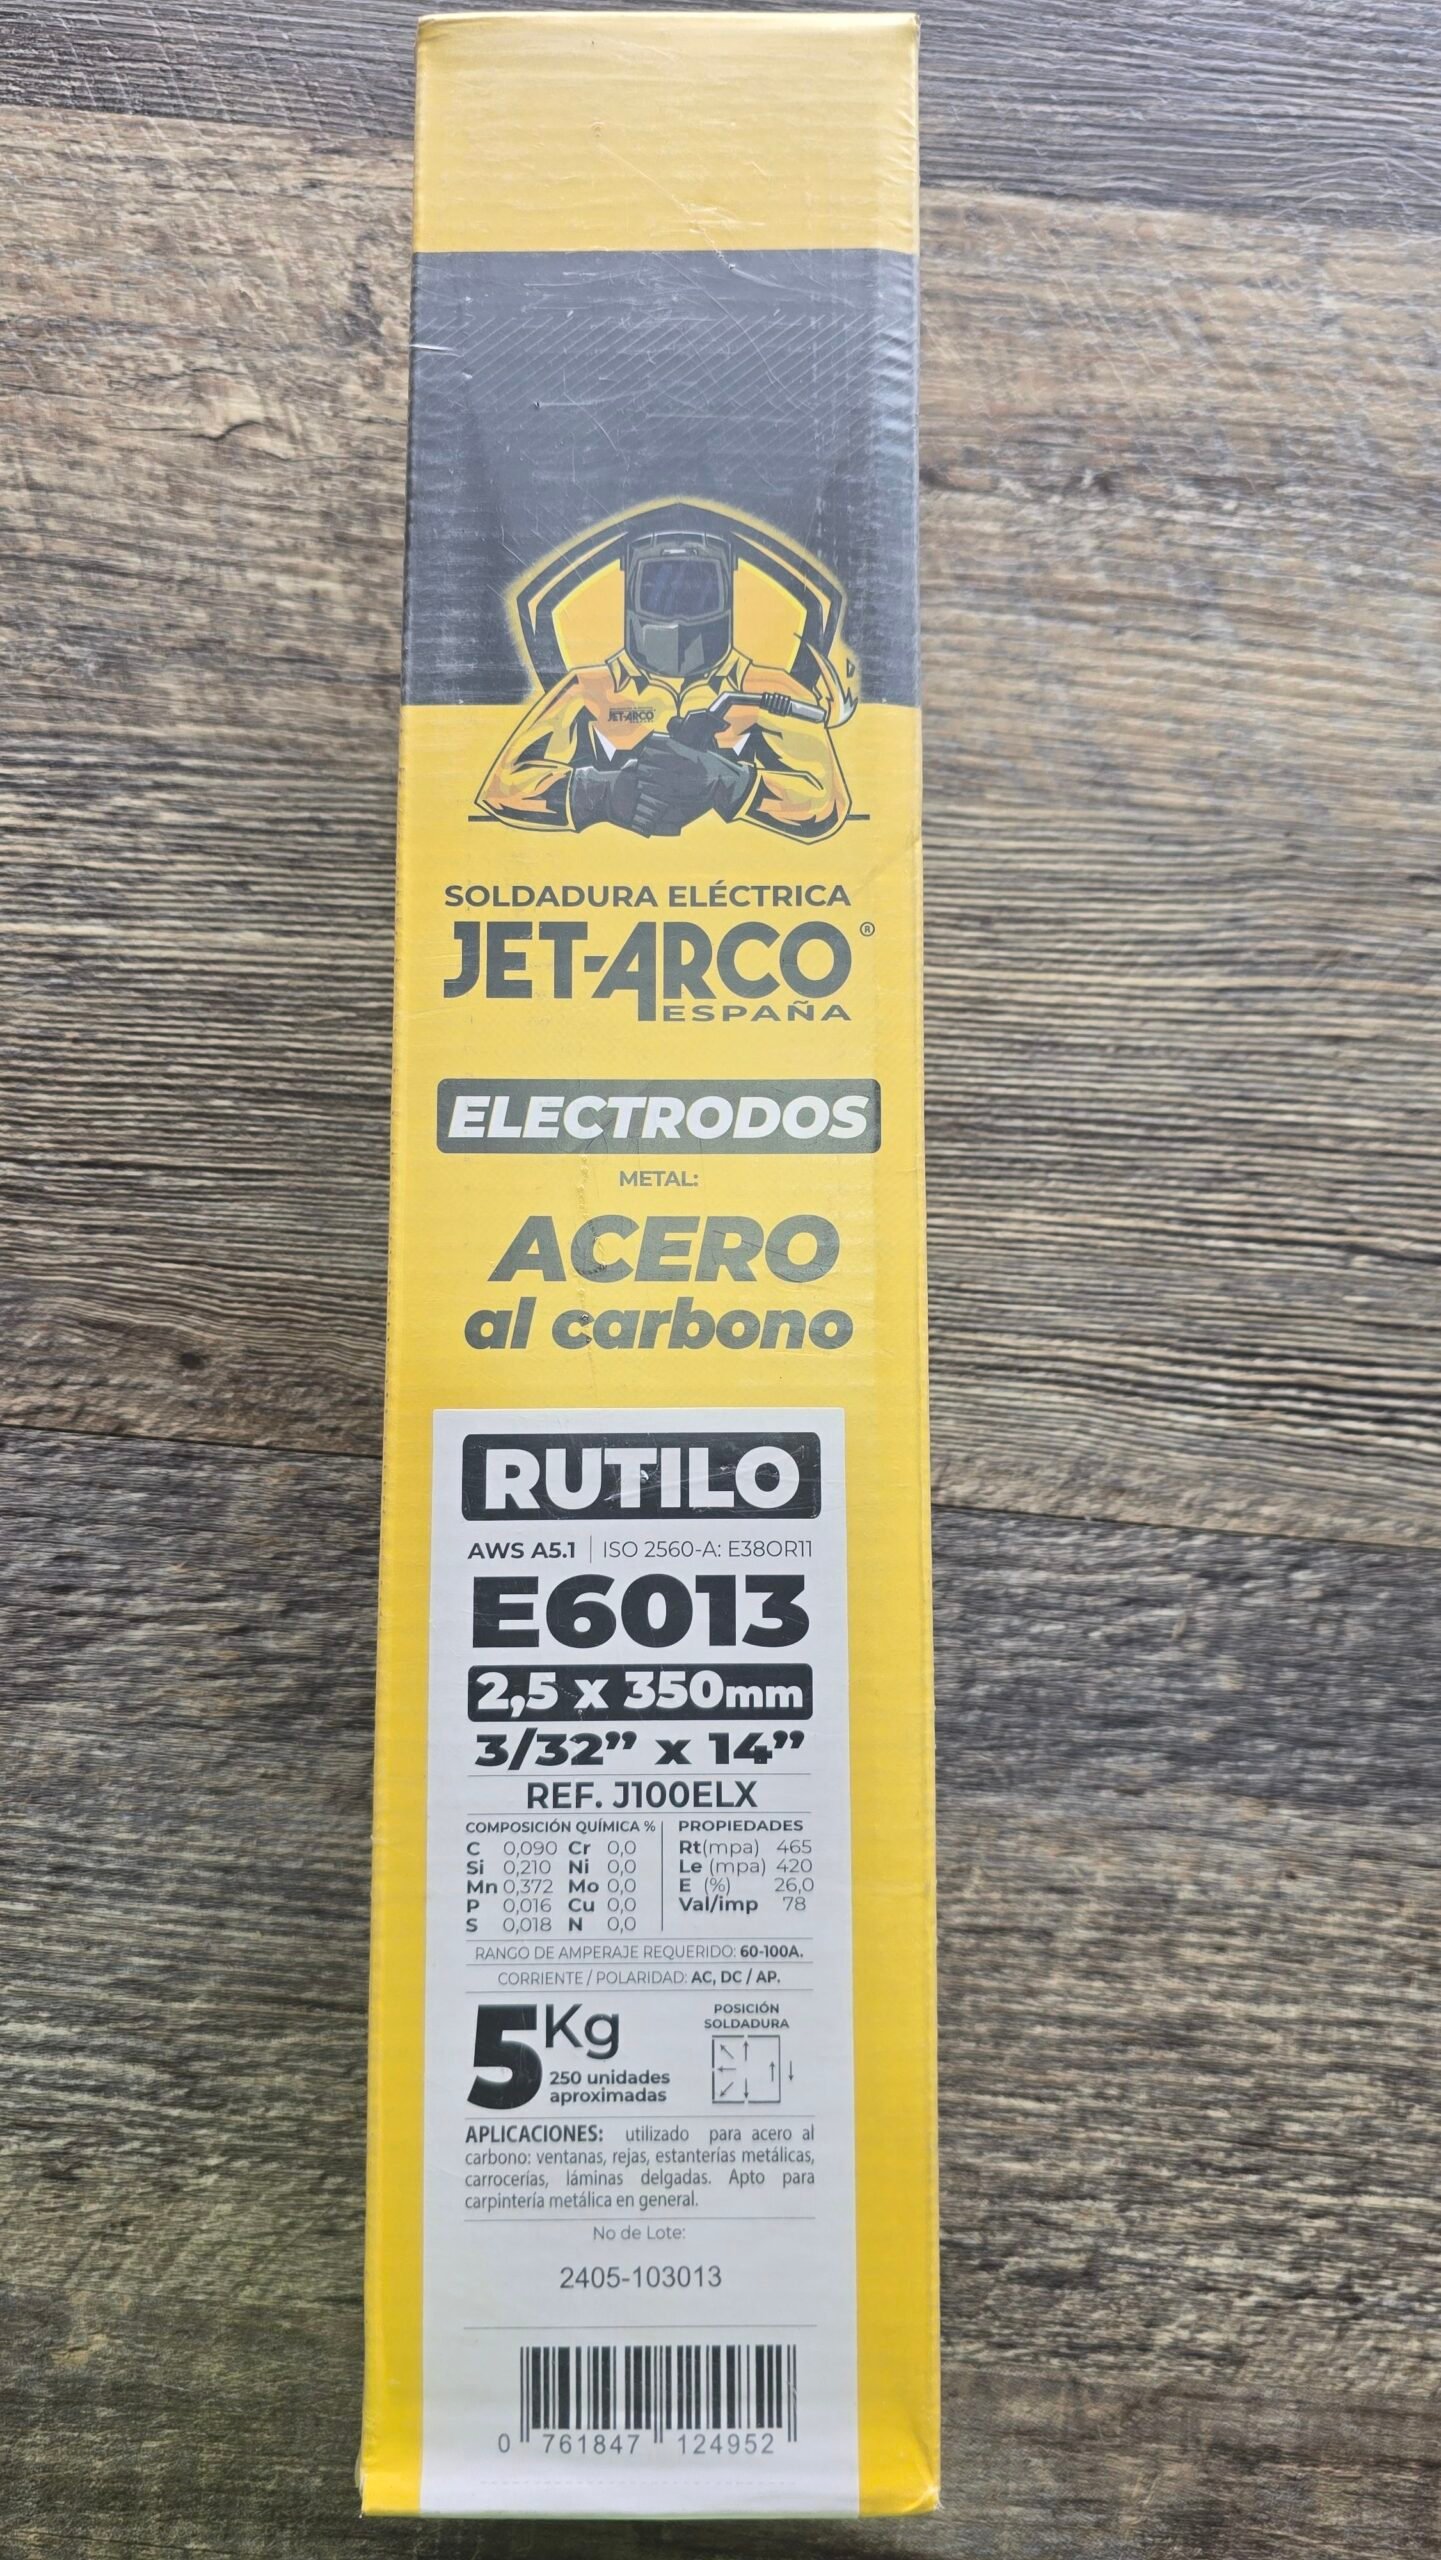 JET-ARCO
SOLDADURA ELÉCTRICA
JET-ARCO®
ESPAÑA
ELECTRODOS
METAL:
ACERO
al carbono
RUTILO
AWS A5.1 | ISO 2560-A: E38OR11
E6013
2,5 x 350mm
3/32” x 14”
REF. J100ELX
COMPOSICIÓN QUÍMICA % | PROPIEDADES
C 0,090 Cr 0,0 Rt(mpa) 465
Si 0,210 Ni 0,0 Le (mpa) 420
Mn 0,372 Mo 0,0 E (%) 26,0
P 0,016 Cu 0,0 Val/imp 78
S 0,018 N 0,0
RANGO DE AMPERAJE REQUERIDO: 60-100A.
CORRIENTE / POLARIDAD: AC, DC / AP.
5Kg
250 unidades
aproximadas
POSICIÓN
SOLDADURA
APLICACIONES: utilizado para acero al
carbono: ventanas, rejas, estanterías metálicas,
carrocerías, láminas delgadas. Apto para
carpintería metálica en general.
No de Lote:
2405-103013
0 761847 124952